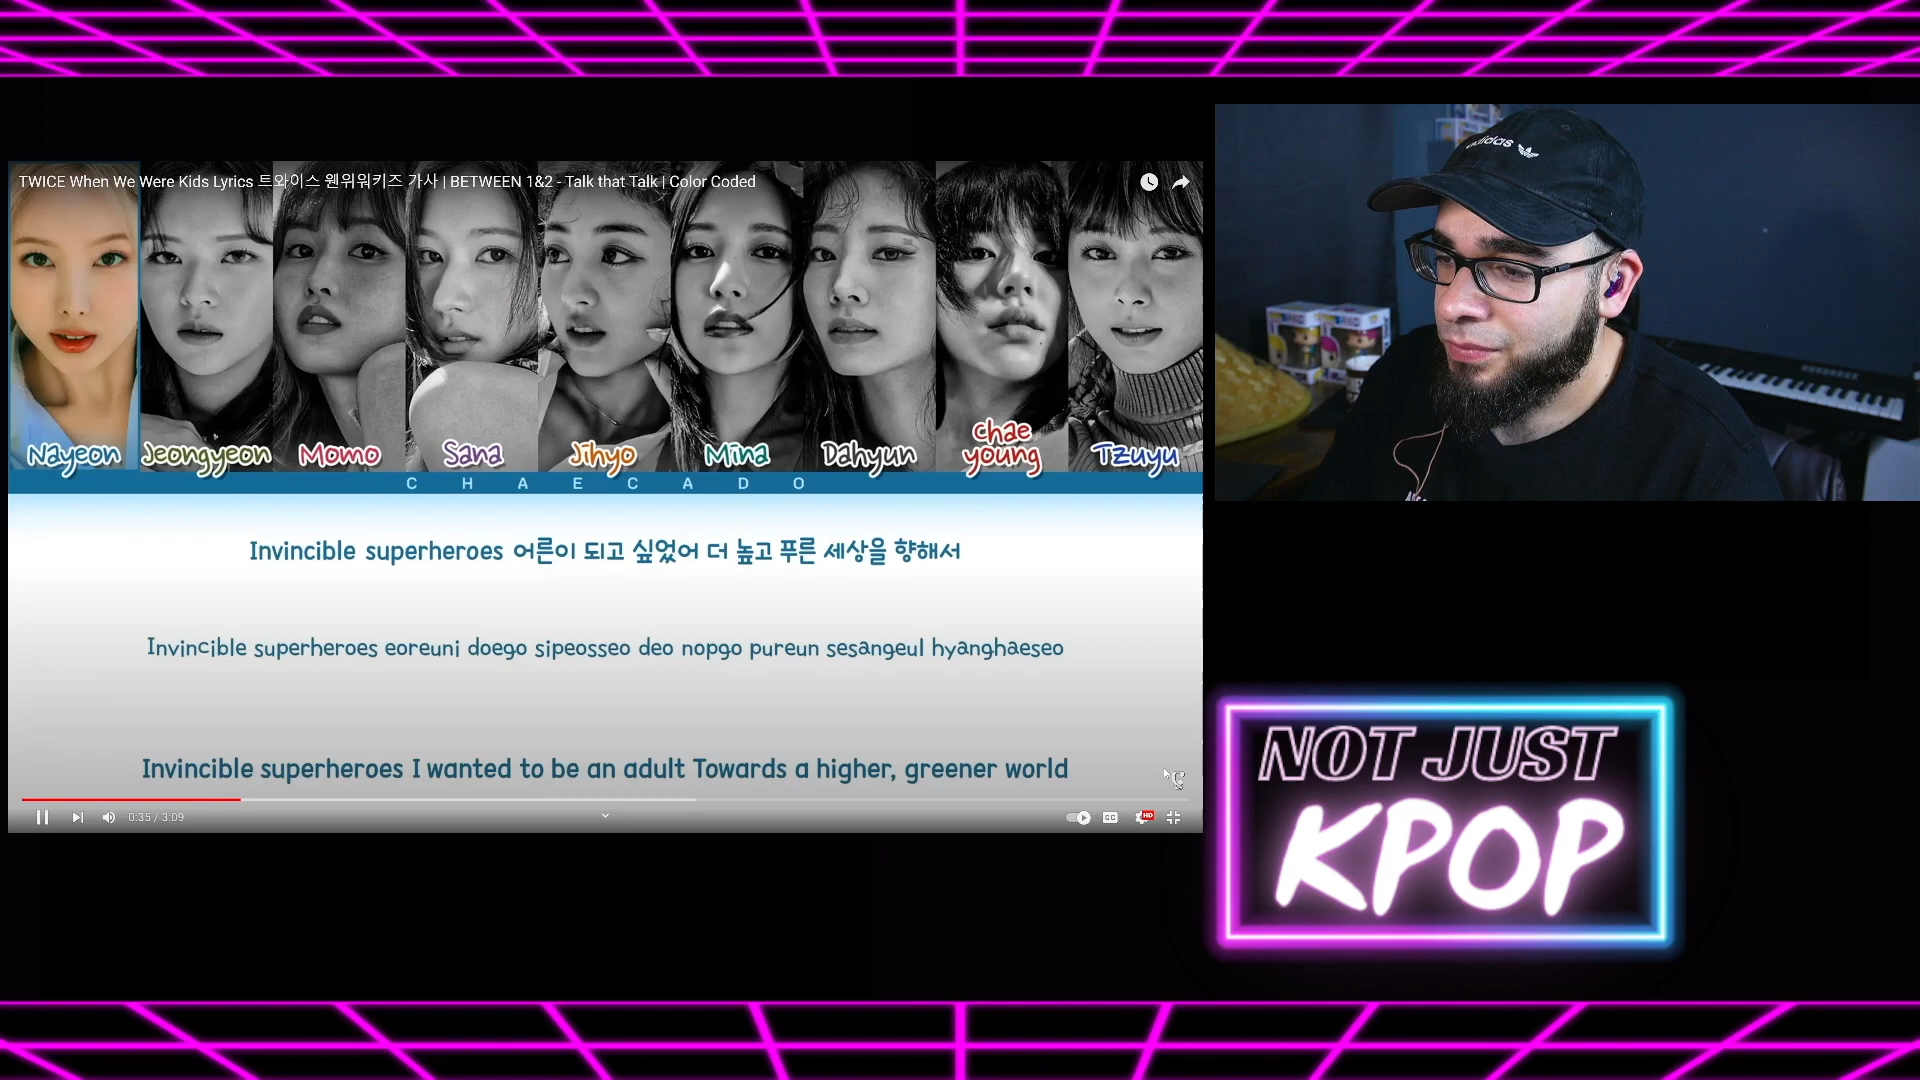 TWICE When We Were Kids Lyrics 트와이스 웬위워키즈 가사 | BETWEEN 1&2 - Talk that Talk | Color Coded
adidas
Nayeon
Jeongyeon
Momo
Sana
Jihyo
Mina
Dahyun
Chae
young
Tzuyu
CHAECADO
Invincible superheroes 어른이 되고 싶었어 더 높고 푸른 세상을 향해서
Invincible superheroes eoreuni doego sipeosseo deo nopgo pureun sesangeul hyanghaeseo
Invincible superheroes I wanted to be an adult Towards a higher, greener world
0:35 / 3:09
CC
HD
NOT JUST
KPOP